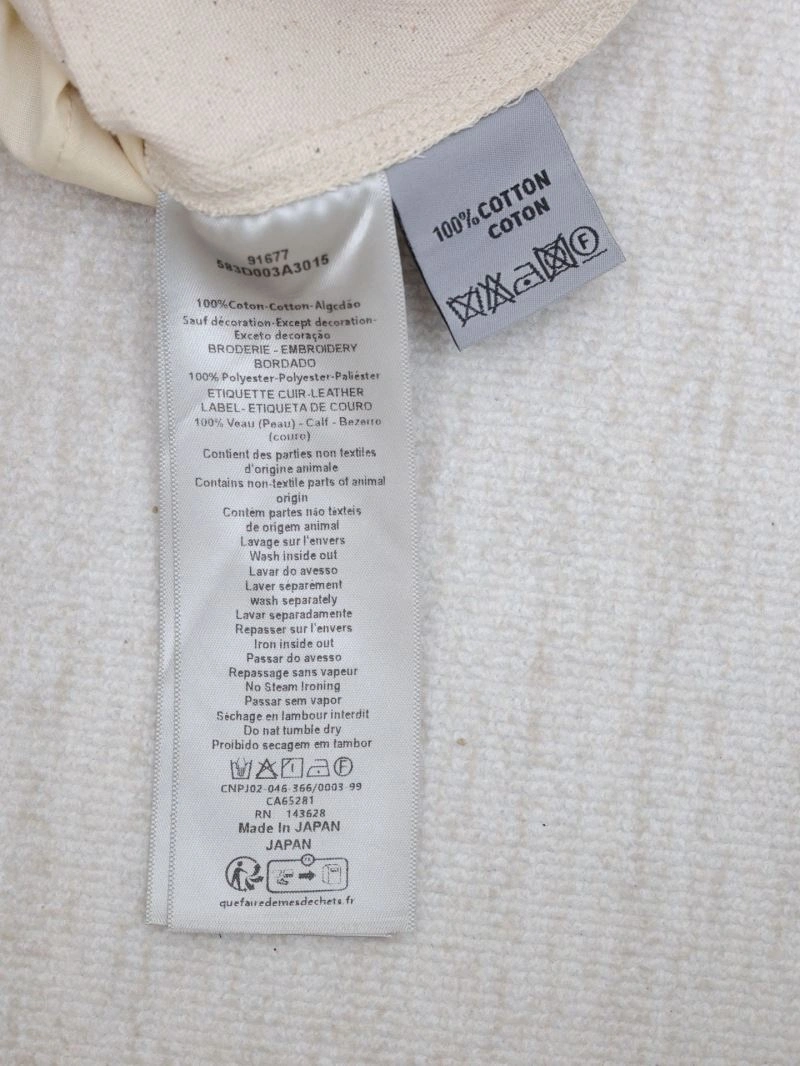 91677
583D003A3015
100%Coton-Cotton-Algodão
Sauf décoration-Except decoration-
Exceto decoração
BRODERIE - EMBROIDERY
BORDADO
100% Polyester-Polyester-Paliéster
ETIQUETTE CUIR-LEATHER
LABEL- ETIQUETA DE COURO
100% Veau (Peau) - Calf - Bezerro
(couro)
Contient des parties non textiles
d'origine animale
Contains non-textile parts of animal
origin
Contém partes não têxteis
de origem animal
Lavage sur l'envers
Wash inside out
Lavar do avesso
Laver séparément
wash separately
Lavar separadamente
Repasser sur l'envers
Iron inside out
Passar do avesso
Repassage sans vapeur
No Steam Ironing
Passar sem vapor
Séchage en lambour interdit
Do not tumble dry
Proibido secagem em tambor
F
CNPJ02-046-366/0003-99
CA65281
RN 143628
Made In JAPAN
JAPAN
FR
quefairedemesdechets.fr
100% COTTON
COTON
F